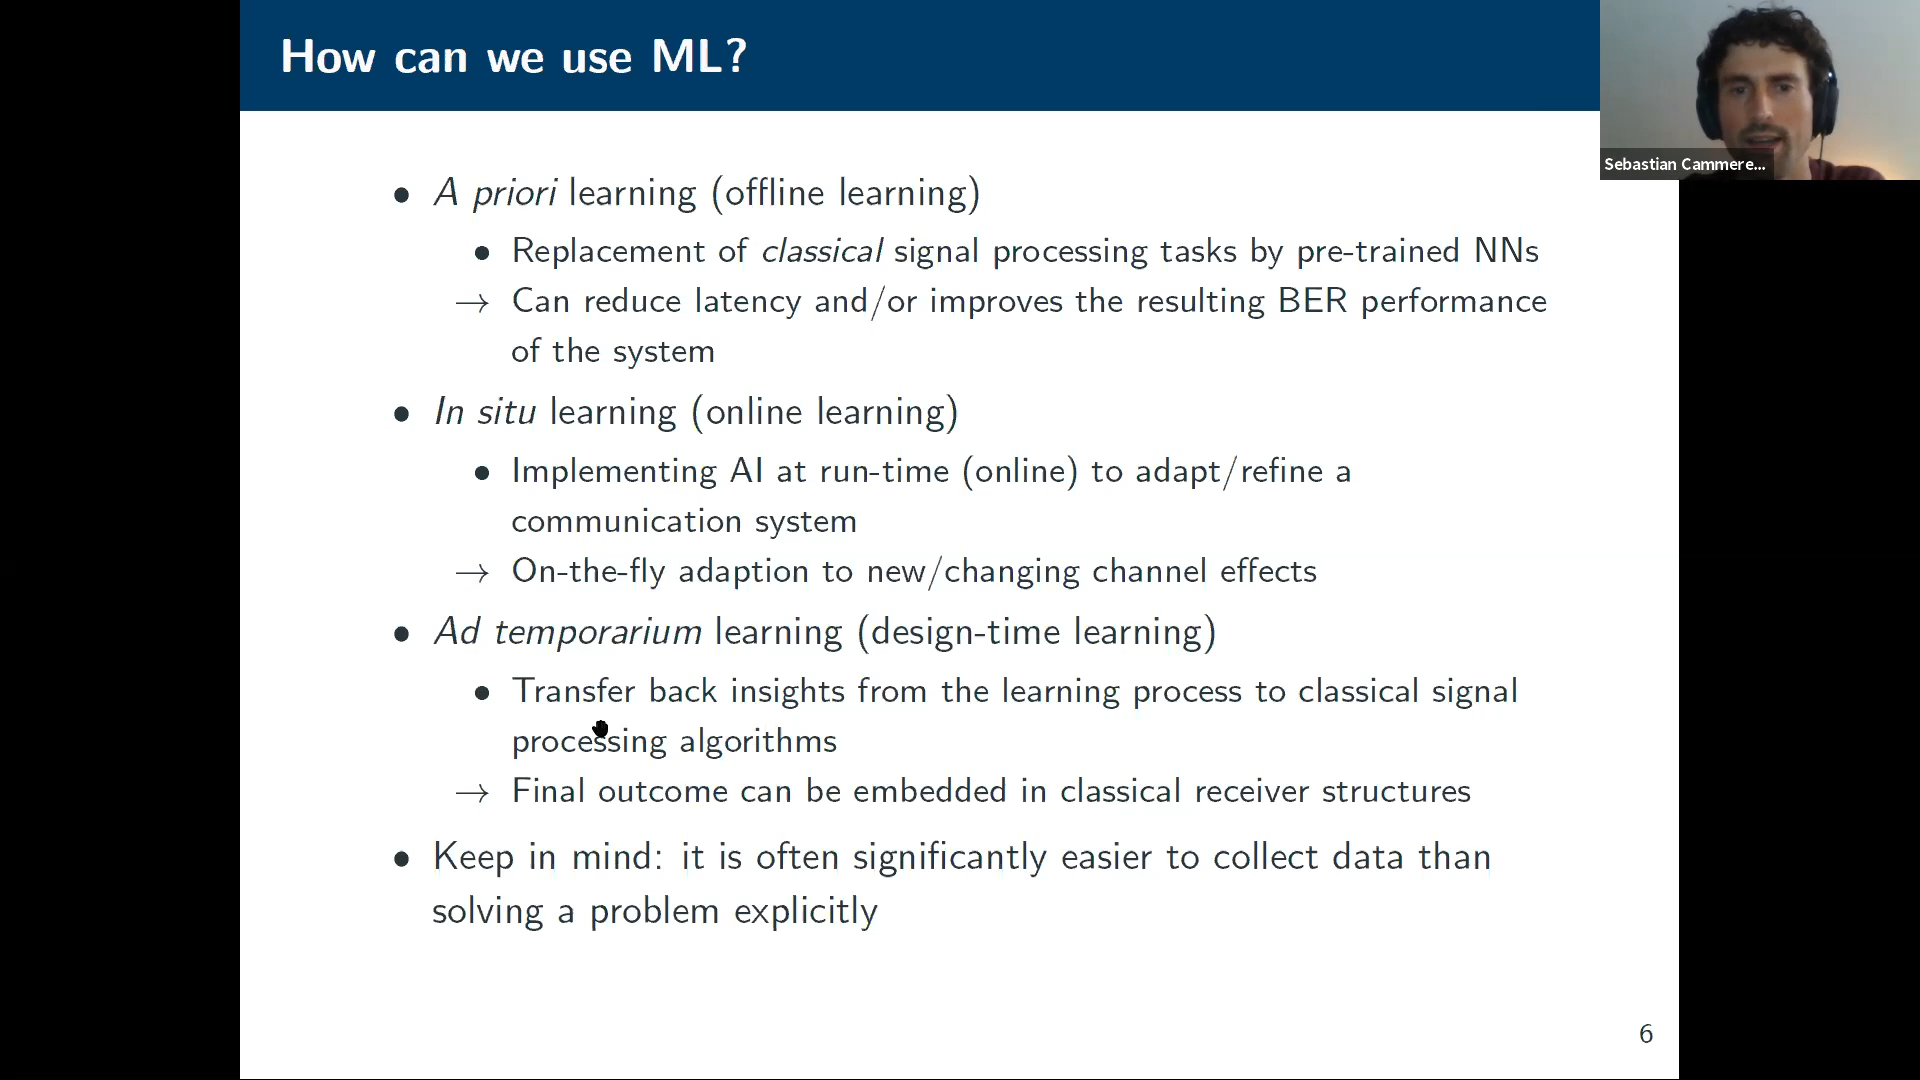 How can we use ML?
Sebastian Cammere...
• A priori learning (offline learning)
• Replacement of classical signal processing tasks by pre-trained NNs
→ Can reduce latency and/or improves the resulting BER performance
of the system
• In situ learning (online learning)
• Implementing AI at run-time (online) to adapt/refine a
communication system
→ On-the-fly adaption to new/changing channel effects
• Ad temporarium learning (design-time learning)
• Transfer back insights from the learning process to classical signal
processing algorithms
→ Final outcome can be embedded in classical receiver structures
• Keep in mind: it is often significantly easier to collect data than
solving a problem explicitly
6